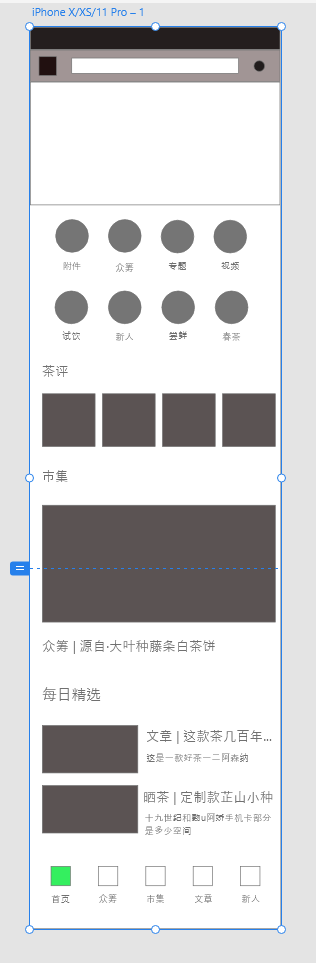 iPhone X/XS/11 Pro – 1
附件 众筹 专题 视频
试饮 新人 尝鲜 春茶
茶评
市集
众筹 | 源自·大叶种藤条白茶饼
每日精选
文章 | 这款茶几百年...
这是一款好茶一二阿森纳
晒茶 | 定制款芷山小种
十九世纪和数u阿娇手机卡部分
是多少空间
首页 众筹 市集 文章 新人